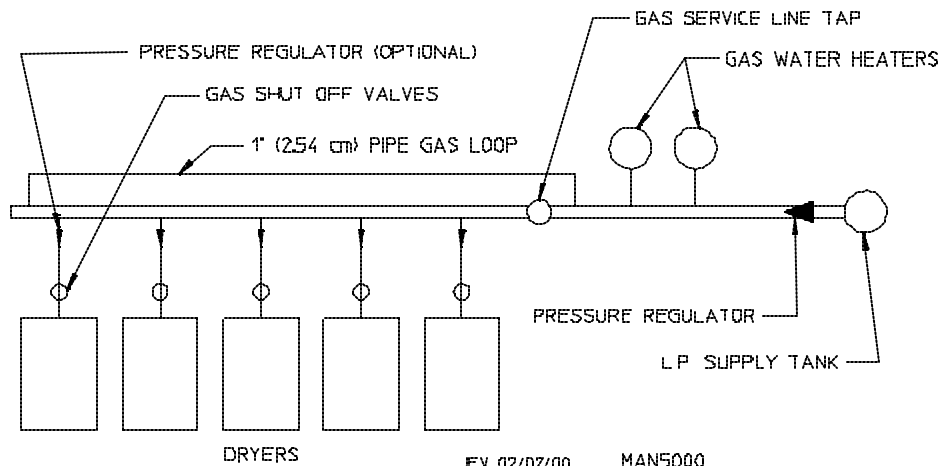 GAS SERVICE LINE TAP
PRESSURE REGULATOR (OPTIONAL)
GAS WATER HEATERS
GAS SHUT OFF VALVES
1" (2.54 cm) PIPE GAS LOOP
PRESSURE REGULATOR
LP SUPPLY TANK
DRYERS
MAN5000